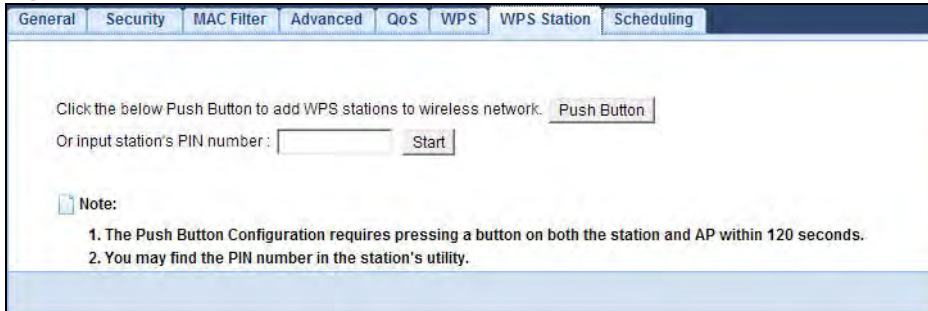 General Security MAC Filter Advanced QoS WPS WPS Station Scheduling
Click the below Push Button to add WPS stations to wireless network. Push Button
Or input station's PIN number : Start
Note:
1. The Push Button Configuration requires pressing a button on both the station and AP within 120 seconds.
2. You may find the PIN number in the station's utility.